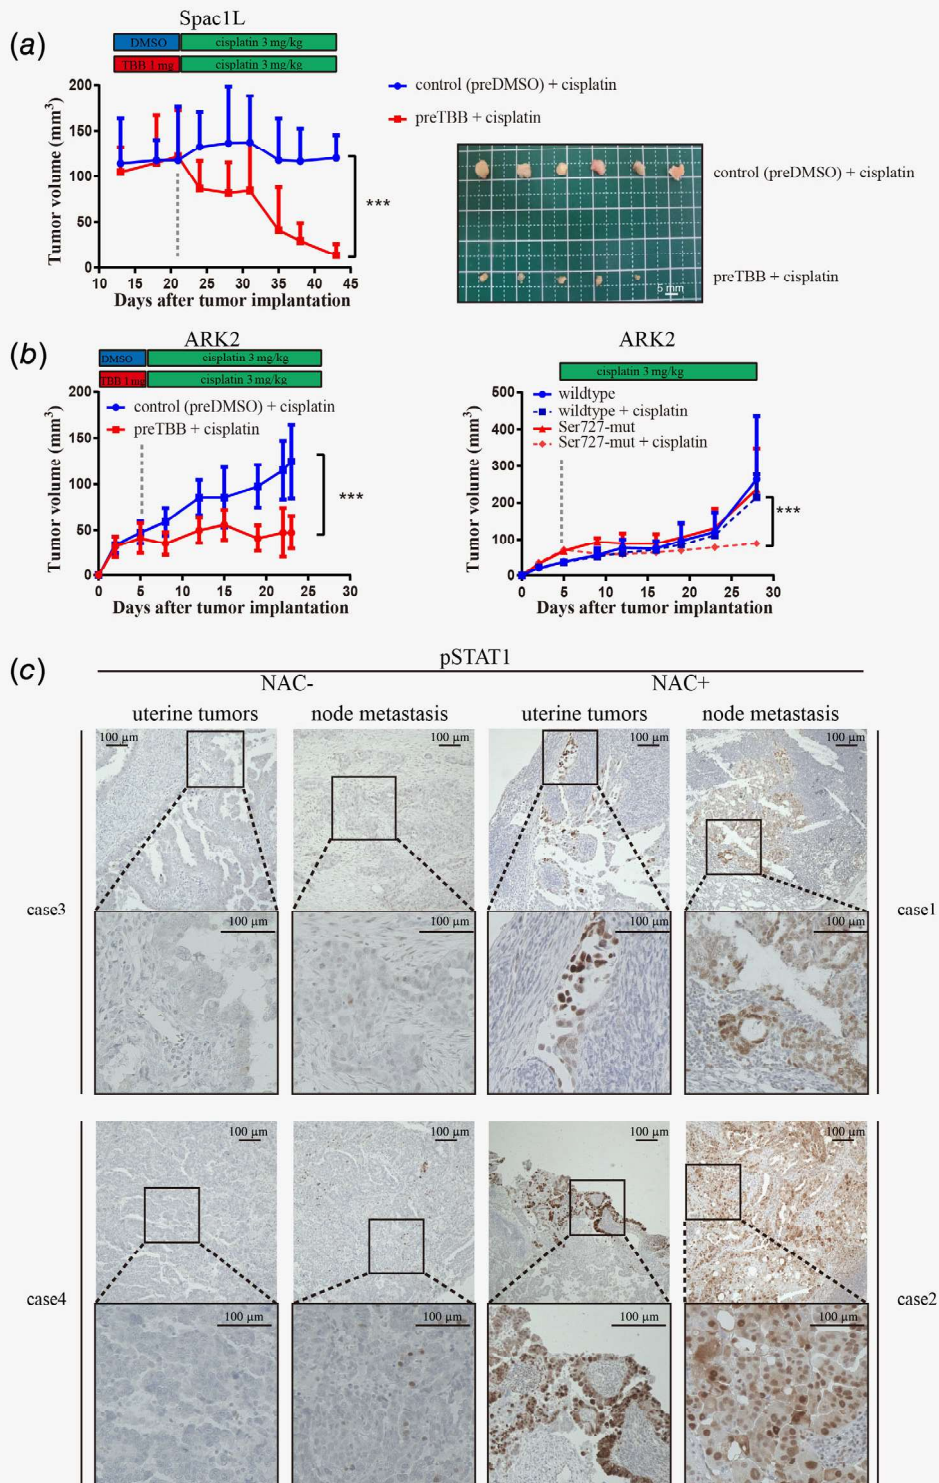 (a)
Spac1L
DMSO
cisplatin 3 mg/kg
TBB 1 mg
cisplatin 3 mg/kg
200
150
100
50
0
Tumor volume (mm³)
10 15 20 25 30 35 40 45
Days after tumor implantation
***
control (preDMSO) + cisplatin
preTBB + cisplatin
control (preDMSO) + cisplatin
preTBB + cisplatin
5 mm
(b)
ARK2
DMSO
cisplatin 3 mg/kg
TBB 1 mg
cisplatin 3 mg/kg
200
150
100
50
0
Tumor volume (mm³)
control (preDMSO) + cisplatin
preTBB + cisplatin
***
0 5 10 15 20 25 30
Days after tumor implantation
ARK2
cisplatin 3 mg/kg
500
400
300
200
100
0
Tumor volume (mm³)
wildtype
wildtype + cisplatin
Ser727-mut
Ser727-mut + cisplatin
***
0 5 10 15 20 25 30
Days after tumor implantation
(c)
pSTAT1
NAC- NAC+
uterine tumors node metastasis uterine tumors node metastasis
100 µm 100 µm 100 µm 100 µm
case3 case1
100 µm 100 µm 100 µm 100 µm
100 µm 100 µm 100 µm 100 µm
case4 case2
100 µm 100 µm 100 µm 100 µm